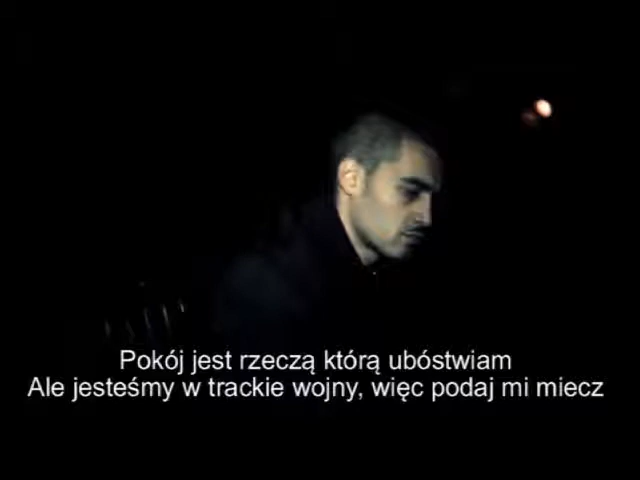 Pokój jest rzeczą którą ubóstwiam
Ale jesteśmy w trackie wojny, więc podaj mi miecz